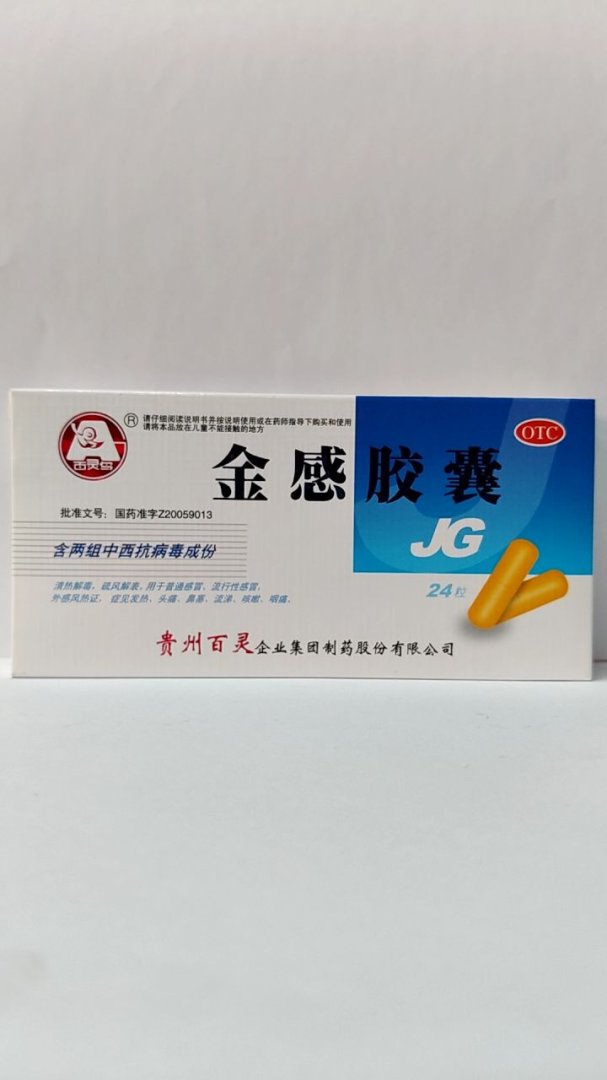 百灵鸟
®
请仔细阅读说明书并按说明使用或在药师指导下购买和使用
请将本品放在儿童不能接触的地方
OTC
金感胶囊
批准文号：国药准字Z20059013
JG
含两组中西抗病毒成份
清热解毒，疏风解表。用于普通感冒，流行性感冒，
外感风热证，症见发热、头痛、鼻塞、流涕、咳嗽、咽痛。
24粒
贵州百灵企业集团制药股份有限公司